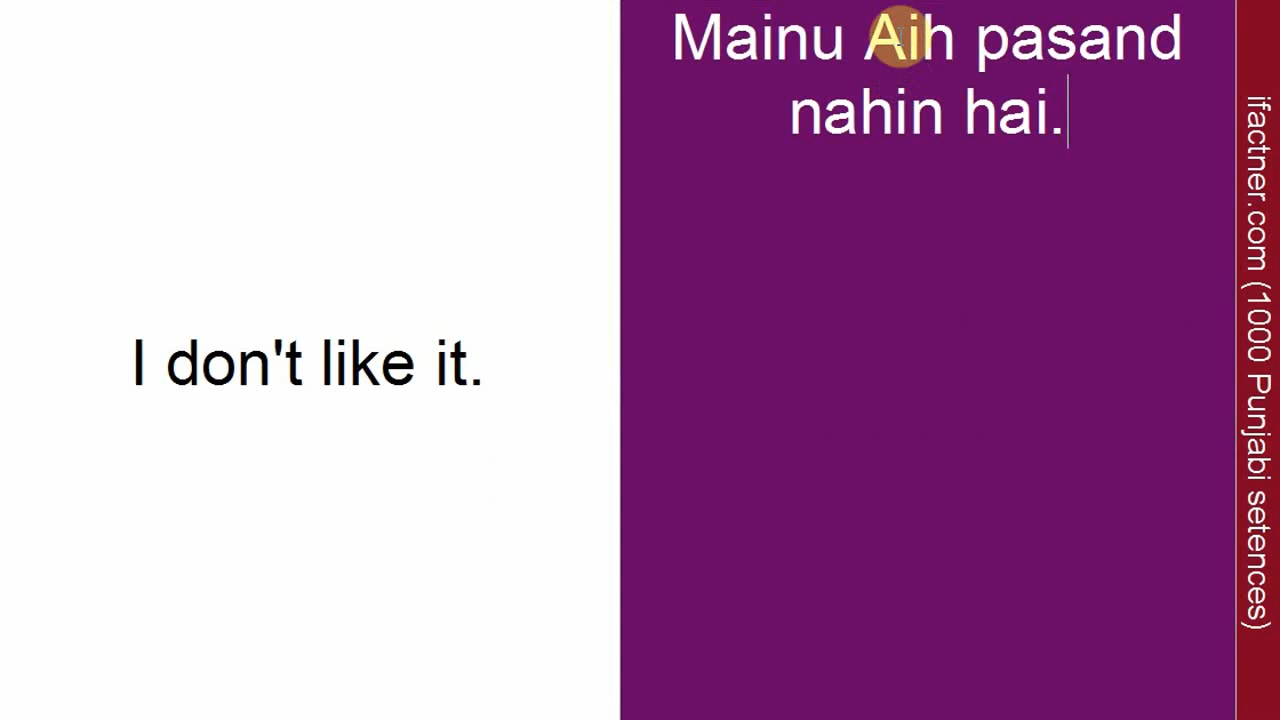 I don't like it.
Mainu Aih pasand
nahin hai.
ifactner.com (1000 Punjabi setences)